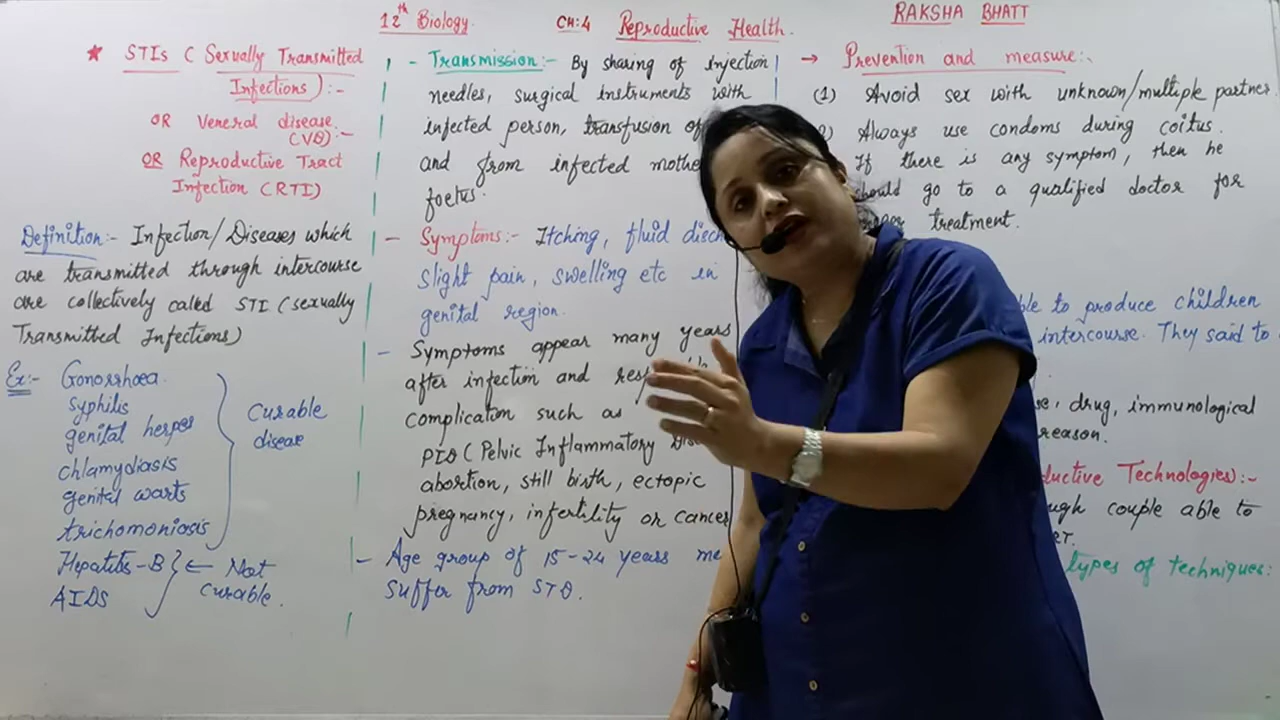 12th Biology.
CH:4 Reproductive Health.
RAKSHA BHATT
* STIs ( Sexually Transmitted
Infections ) :-
OR Veneral disease
(VD):-
OR Reproductive Tract
Infection (RTI)
Definition:- Infection/Diseases which
are transmitted through intercourse
are collectively called STI (sexually
Transmitted Infections)
Ex:- Gonorrhoea
syphilis
genital herpes
chlamydiasis
genital warts
trichomoniasis
Curable
disease
Hepatitis-B
AIDS
← Not
Curable.
- Transmission:- By sharing of injection
needles, surgical instruments with
infected person, transfusion of
and from infected
foetus.
- Symptoms:- Itching, fluid
slight pain, swelling etc in
genital region.
- Symptoms appear many years
after infection and
complication such as
PID (Pelvic Inflammatory
abortion, still birth, ectopic
pregnancy, infertility or cancer
- Age group of 15-24 years
suffer from STD.
→ Prevention and measure:-
(1) Avoid sex with unknown/multiple partner.
Always use condoms during coitus.
If there is any symptom, then he
go to a qualified doctor for
treatment.
to produce children
intercourse. They said to
drug, immunological
reason.
Technologies:-
couple able to
types of techniques: